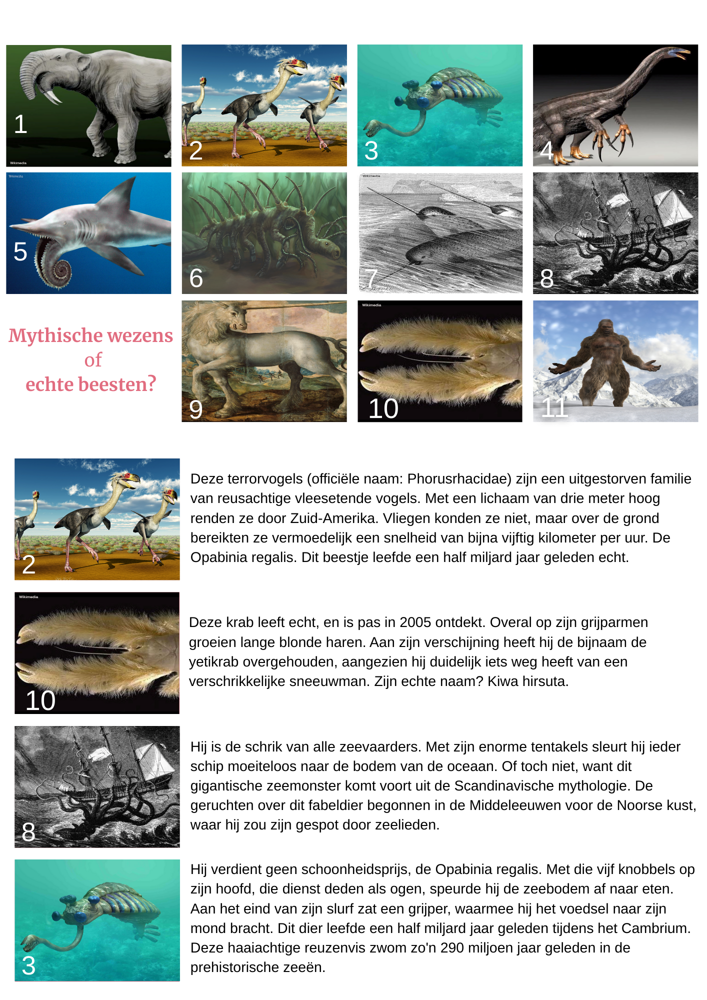 1
Wikimedia
2
3
4
Wikimedia
5
6
Wikimedia
7
8
Mythische wezens
of
echte beesten?
9
Wikimedia
10
11
2
Deze terrorvogels (officiële naam: Phorusrhacidae) zijn een uitgestorven familie
van reusachtige vleesetende vogels. Met een lichaam van drie meter hoog
renden ze door Zuid-Amerika. Vliegen konden ze niet, maar over de grond
bereikten ze vermoedelijk een snelheid van bijna vijftig kilometer per uur. De
Opabinia regalis. Dit beestje leefde een half miljard jaar geleden echt.
Wikimedia
10
Deze krab leeft echt, en is pas in 2005 ontdekt. Overal op zijn grijparmen
groeien lange blonde haren. Aan zijn verschijning heeft hij de bijnaam de
yetikrab overgehouden, aangezien hij duidelijk iets weg heeft van een
verschrikkelijke sneeuwman. Zijn echte naam? Kiwa hirsuta.
8
Hij is de schrik van alle zeevaarders. Met zijn enorme tentakels sleurt hij ieder
schip moeiteloos naar de bodem van de oceaan. Of toch niet, want dit
gigantische zeemonster komt voort uit de Scandinavische mythologie. De
geruchten over dit fabeldier begonnen in de Middeleeuwen voor de Noorse kust,
waar hij zou zijn gespot door zeelieden.
3
Hij verdient geen schoonheidsprijs, de Opabinia regalis. Met die vijf knobbels op
zijn hoofd, die dienst deden als ogen, speurde hij de zeebodem af naar eten.
Aan het eind van zijn slurf zat een grijper, waarmee hij het voedsel naar zijn
mond bracht. Dit dier leefde een half miljard jaar geleden tijdens het Cambrium.
Deze haaiachtige reuzenvis zwom zo'n 290 miljoen jaar geleden in de
prehistorische zeeën.